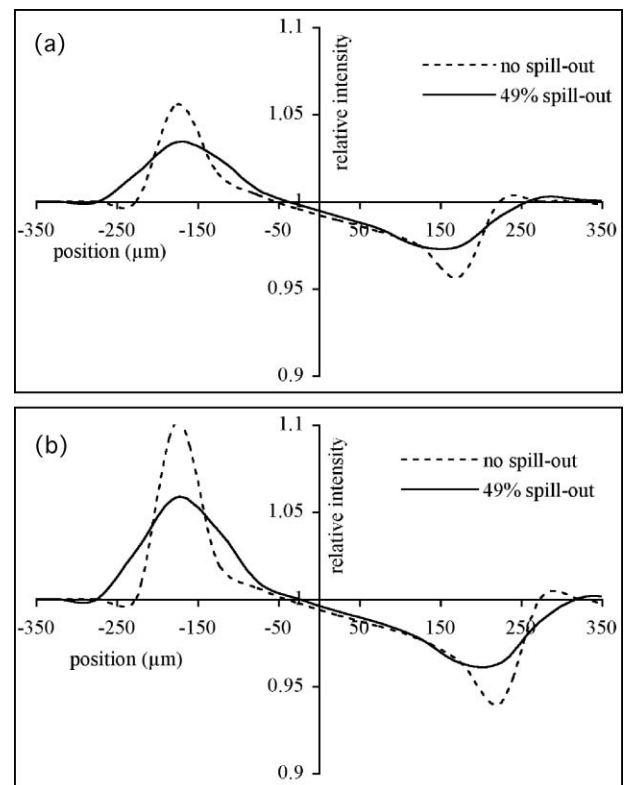 (a)
1.1
relative intensity
no spill-out
49% spill-out
1.05
1
-350 -250 -150 -50 50 150 250 350
position (µm)
0.95
0.9
(b)
1.1
relative intensity
no spill-out
49% spill-out
1.05
1
-350 -250 -150 -50 50 150 250 350
position (µm)
0.95
0.9